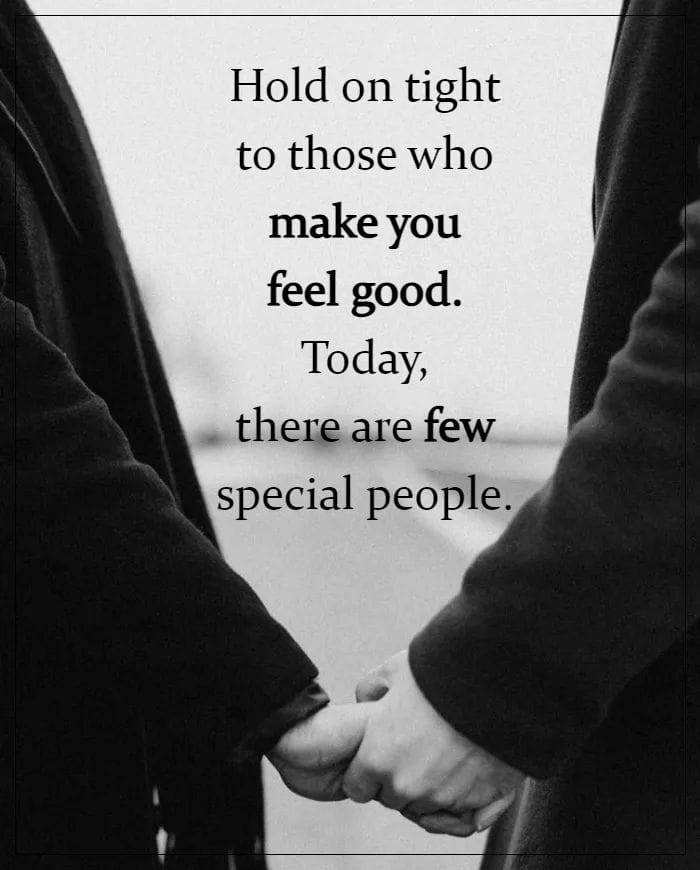 Hold on tight
to those who
make you
feel good.
Today,
there are few
special people.